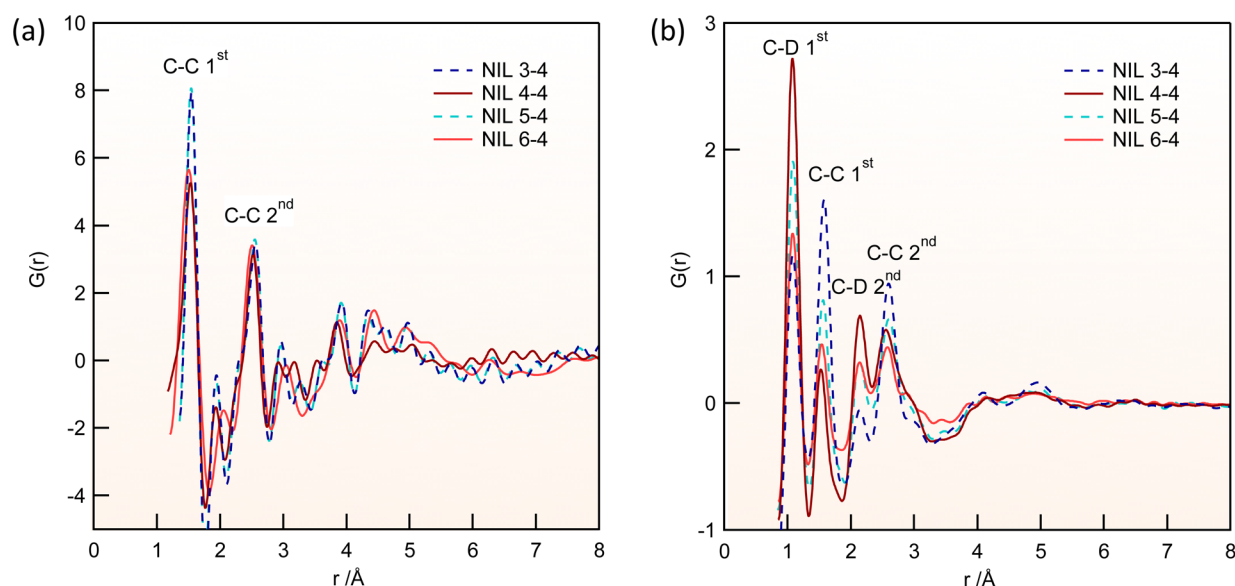 (a)
10
8
6
4
2
0
-2
-4
G(r)
C-C 1st
C-C 2nd
NIL 3-4
NIL 4-4
NIL 5-4
NIL 6-4
0 1 2 3 4 5 6 7 8
r /Å
(b)
3
2
1
0
-1
G(r)
C-D 1st
C-C 1st
C-C 2nd
C-D 2nd
NIL 3-4
NIL 4-4
NIL 5-4
NIL 6-4
0 1 2 3 4 5 6 7 8
r /Å